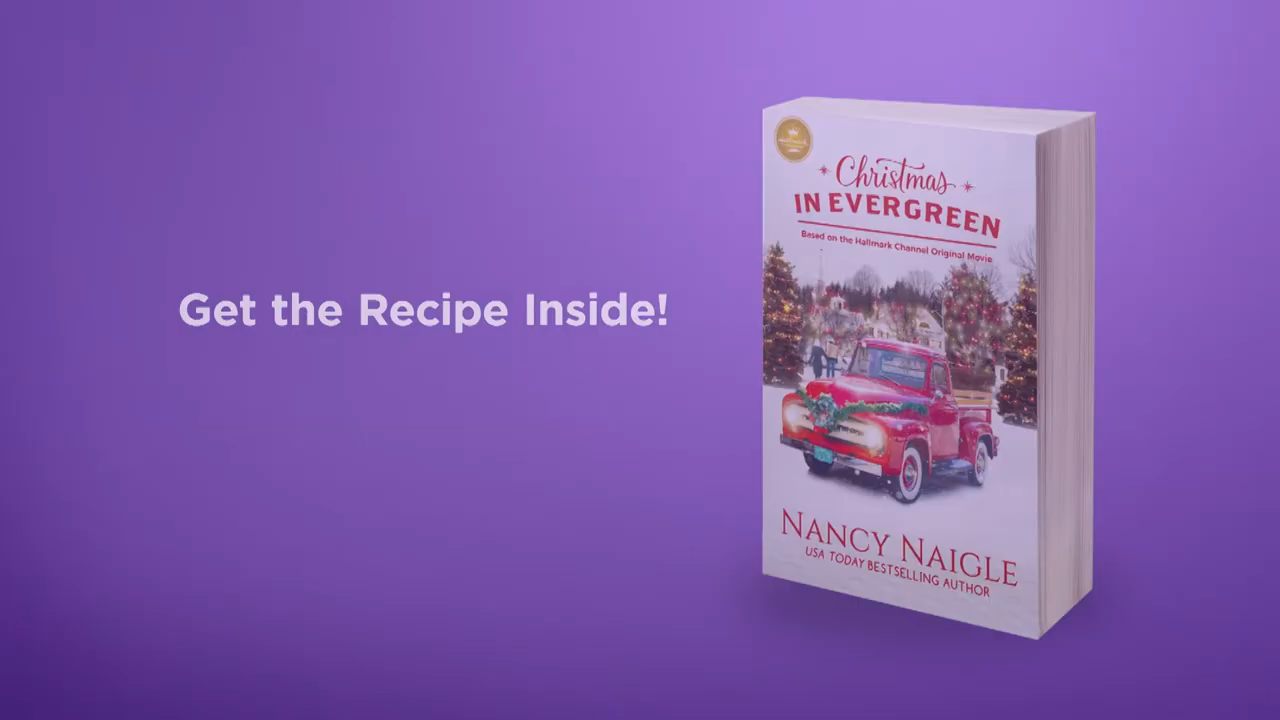 Get the Recipe Inside!
Hallmark
Christmas
IN EVERGREEN
Based on the Hallmark Channel Original Movie
NANCY NAIGLE
USA TODAY BESTSELLING AUTHOR